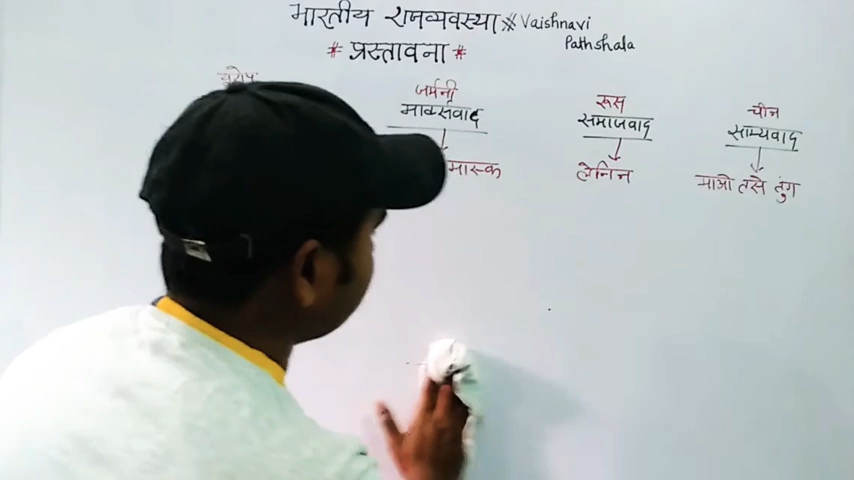 भारतीय राजव्यवस्था Vaishnavi
Pathshala
# प्रस्तावना #
यूरोप
जर्मनी रूस चीन
मार्क्सवाद समाजवाद साम्यवाद
मास्क लेनिन माओ त्से तुंग